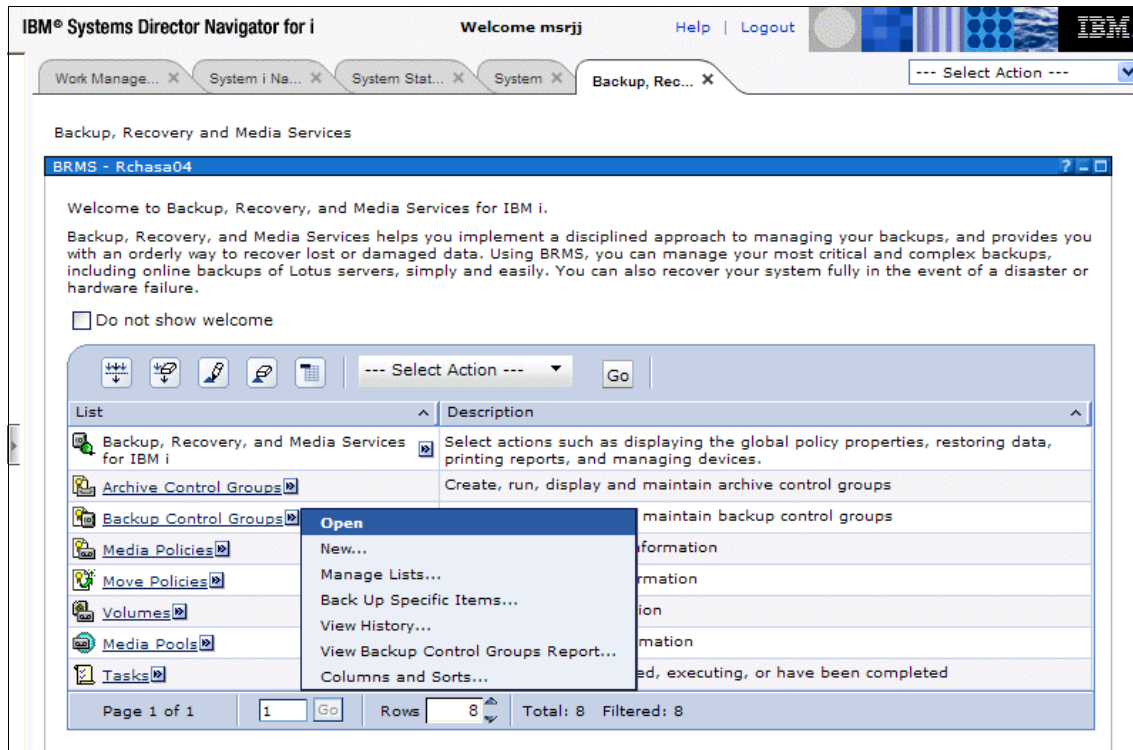 IBM® Systems Director Navigator for i
Welcome msrjj
Help | Logout
IBM
Work Manage...
System i Na...
System Stat...
System
Backup, Rec...
--- Select Action ---
Backup, Recovery and Media Services
BRMS - Rchasa04
Welcome to Backup, Recovery, and Media Services for IBM i.
Backup, Recovery, and Media Services helps you implement a disciplined approach to managing your backups, and provides you
with an orderly way to recover lost or damaged data. Using BRMS, you can manage your most critical and complex backups,
including online backups of Lotus servers, simply and easily. You can also recover your system fully in the event of a disaster or
hardware failure.
Do not show welcome
--- Select Action ---
Go
List
Description
Backup, Recovery, and Media Services
for IBM i
Select actions such as displaying the global policy properties, restoring data,
printing reports, and managing devices.
Archive Control Groups
Create, run, display and maintain archive control groups
Backup Control Groups
maintain backup control groups
Media Policies
Move Policies
Volumes
Media Pools
Tasks
executing, or have been completed
Open
New...
Manage Lists...
Back Up Specific Items...
View History...
View Backup Control Groups Report...
Columns and Sorts...
Page 1 of 1
1
Go
Rows
8
Total: 8 Filtered: 8